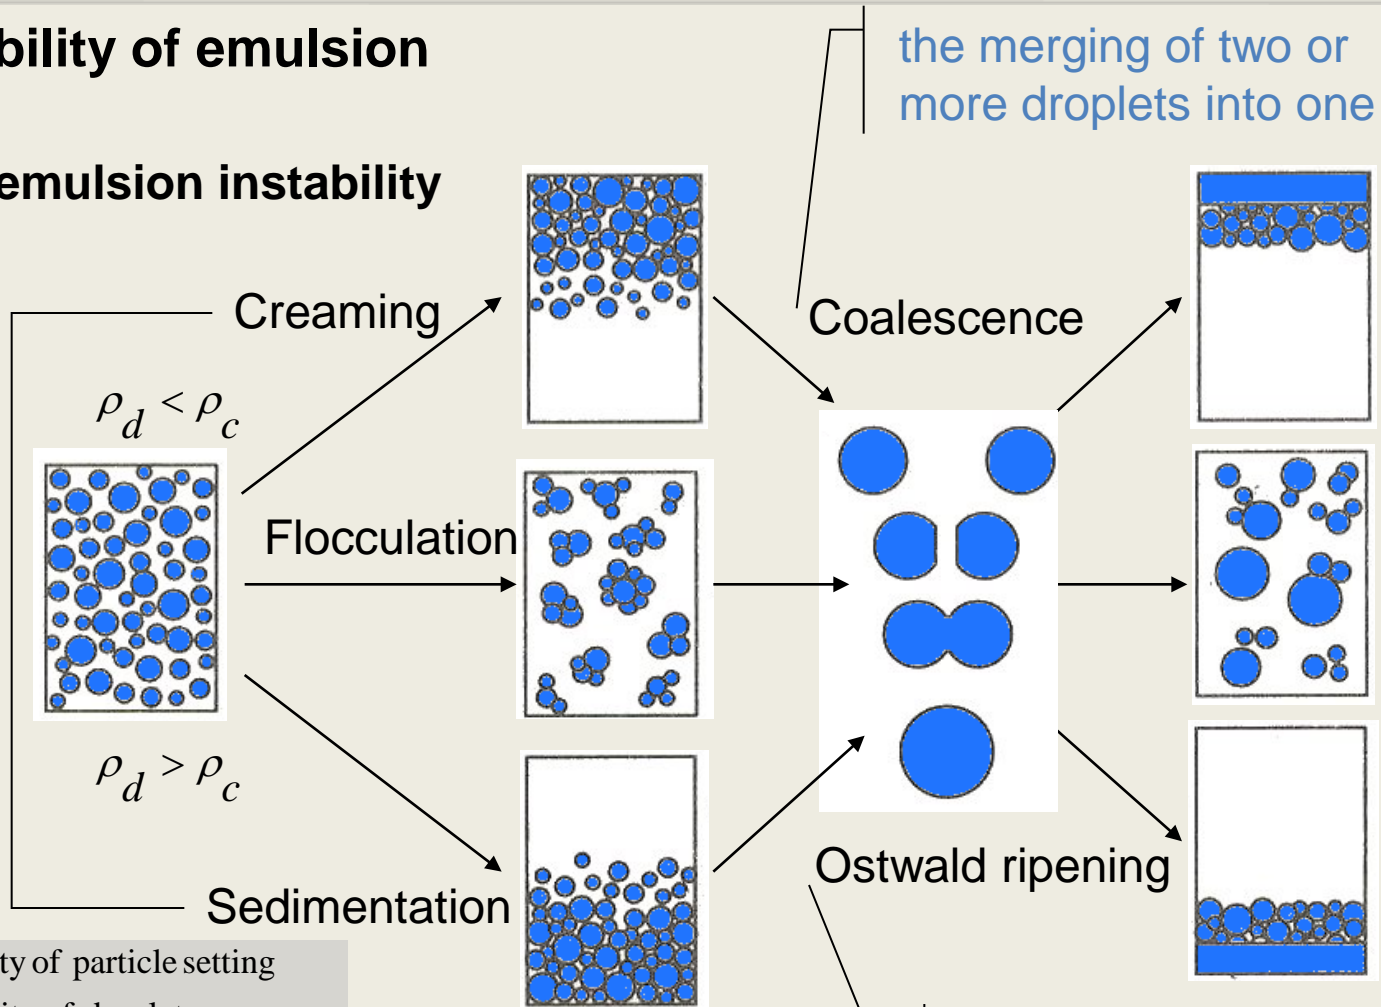 bility of emulsion
the merging of two or
more droplets into one
emulsion instability
Creaming
Coalescence
ρd < ρc
Flocculation
ρd > ρc
Ostwald ripening
Sedimentation
ty of particle setting